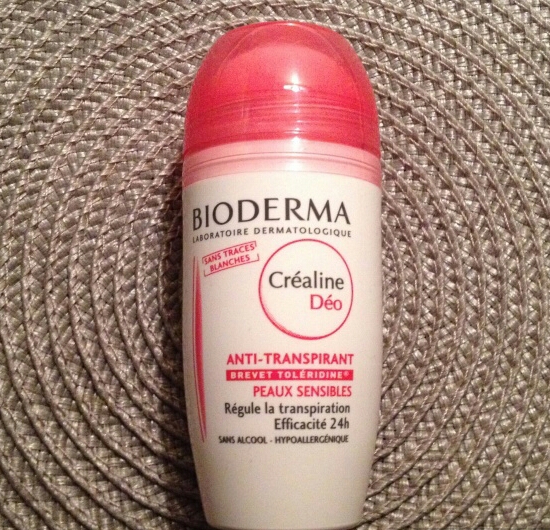 BIODERMA
LABORATOIRE DERMATOLOGIQUE
SANS TRACES
BLANCHES
Créaline
Déo
ANTI-TRANSPIRANT
BREVET TOLÉRIDINE®
PEAUX SENSIBLES
Régule la transpiration
Efficacité 24h
SANS ALCOOL - HYPOALLERGÉNIQUE